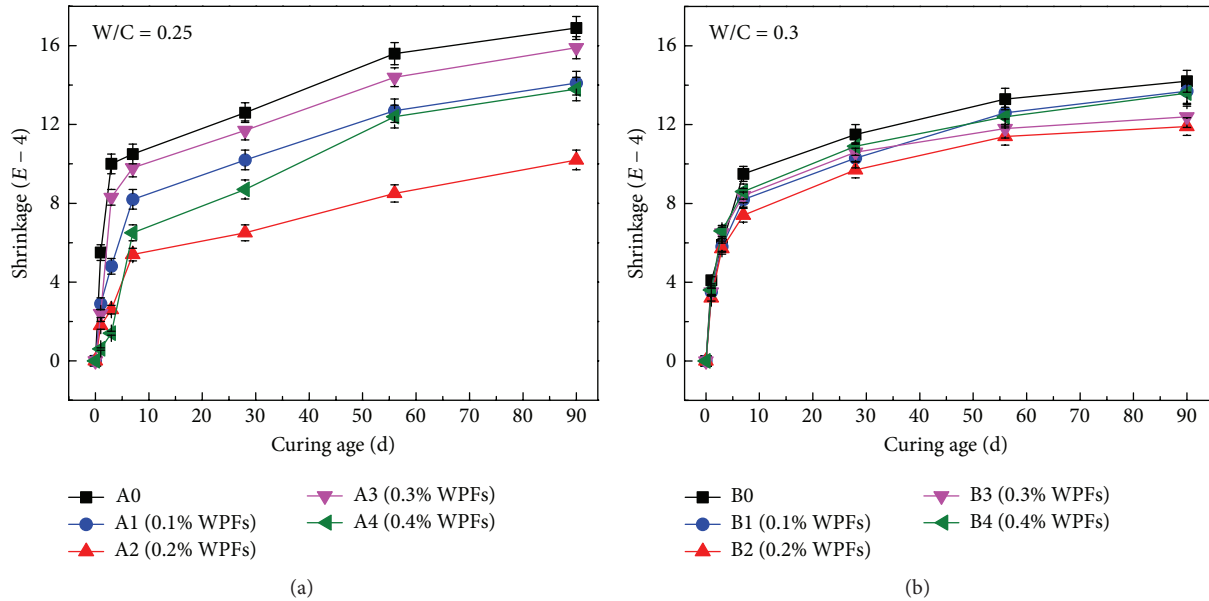 W/C = 0.25
Shrinkage (E – 4)
16
12
8
4
0
0 10 20 30 40 50 60 70 80 90
Curing age (d)
A0
A1 (0.1% WPFs)
A2 (0.2% WPFs)
A3 (0.3% WPFs)
A4 (0.4% WPFs)
(a)
W/C = 0.3
Shrinkage (E – 4)
16
12
8
4
0
0 10 20 30 40 50 60 70 80 90
Curing age (d)
B0
B1 (0.1% WPFs)
B2 (0.2% WPFs)
B3 (0.3% WPFs)
B4 (0.4% WPFs)
(b)